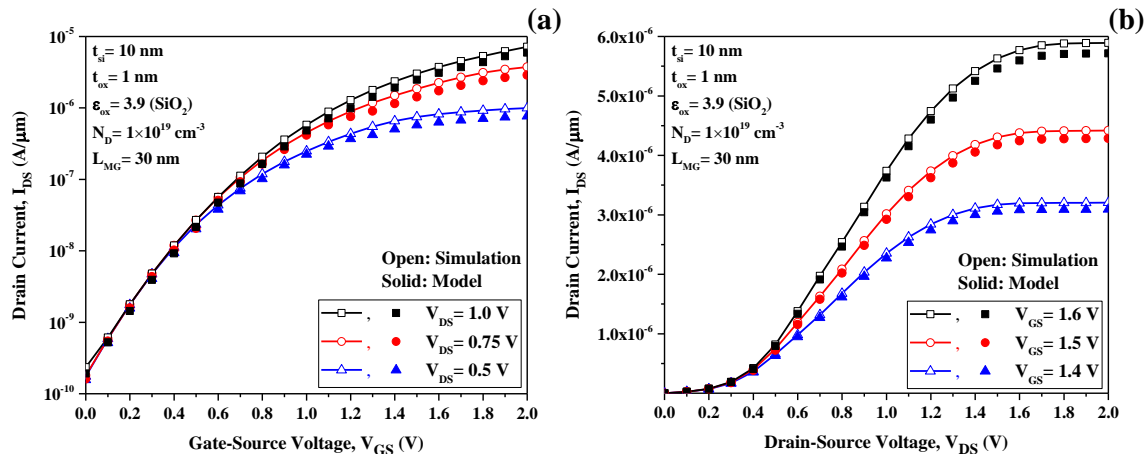 (a)
t_si= 10 nm
t_ox= 1 nm
ε_ox= 3.9 (SiO₂)
N_D= 1×10¹⁹ cm⁻³
L_MG= 30 nm
Open: Simulation
Solid: Model
, V_DS= 1.0 V
, V_DS= 0.75 V
, V_DS= 0.5 V
10⁻⁵
10⁻⁶
10⁻⁷
10⁻⁸
10⁻⁹
10⁻¹⁰
Drain Current, I_DS (A/μm)
0.0 0.2 0.4 0.6 0.8 1.0 1.2 1.4 1.6 1.8 2.0
Gate-Source Voltage, V_GS (V)
(b)
t_si= 10 nm
t_ox= 1 nm
ε_ox= 3.9 (SiO₂)
N_D= 1×10¹⁹ cm⁻³
L_MG= 30 nm
Open: Simulation
Solid: Model
, V_GS= 1.6 V
, V_GS= 1.5 V
, V_GS= 1.4 V
6.0x10⁻⁶
5.0x10⁻⁶
4.0x10⁻⁶
3.0x10⁻⁶
2.0x10⁻⁶
1.0x10⁻⁶
Drain Current, I_DS (A/μm)
0.0 0.2 0.4 0.6 0.8 1.0 1.2 1.4 1.6 1.8 2.0
Drain-Source Voltage, V_DS (V)